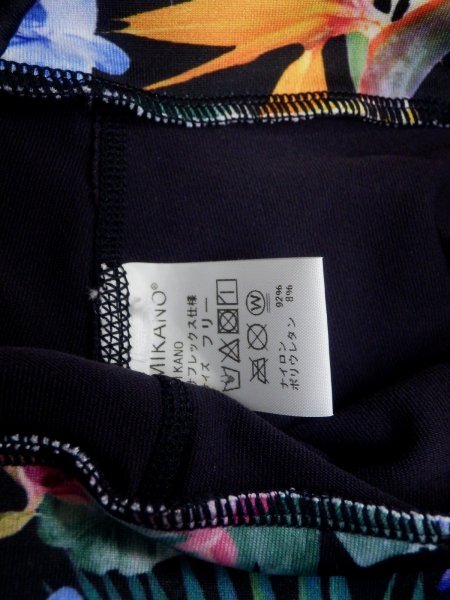 MIKANO®
KANO
フレックス仕様
イズ フリー
W
ナイロン 92%
ポリウレタン 8%